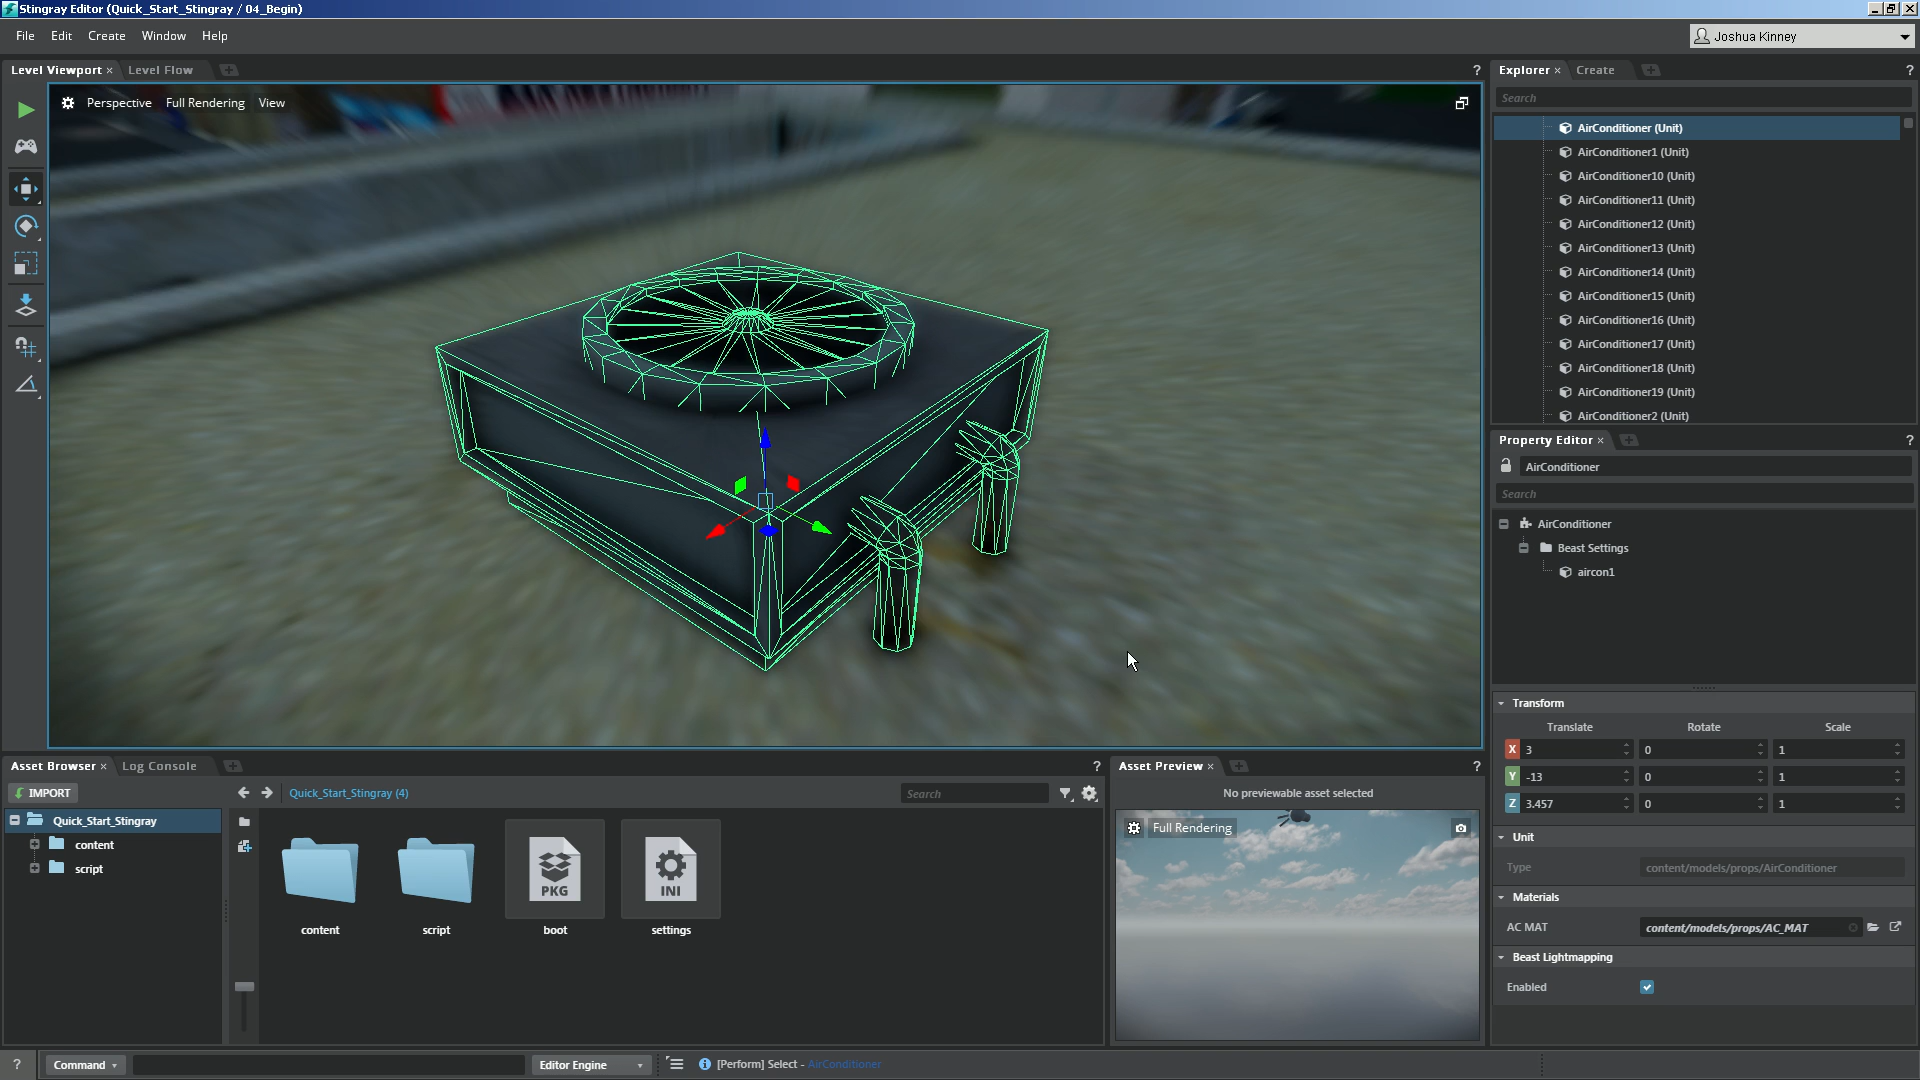 Stingray Editor (Quick_Start_Stingray / 04_Begin)
File Edit Create Window Help
Joshua Kinney
Level Viewport × Level Flow
?
Perspective Full Rendering View
Explorer × Create
?
Search
AirConditioner (Unit)
AirConditioner1 (Unit)
AirConditioner10 (Unit)
AirConditioner11 (Unit)
AirConditioner12 (Unit)
AirConditioner13 (Unit)
AirConditioner14 (Unit)
AirConditioner15 (Unit)
AirConditioner16 (Unit)
AirConditioner17 (Unit)
AirConditioner18 (Unit)
AirConditioner19 (Unit)
AirConditioner2 (Unit)
Property Editor ×
?
AirConditioner
Search
AirConditioner
Beast Settings
aircon1
Transform
Translate Rotate Scale
X 3 0 1
Y -13 0 1
Z 3.457 0 1
Unit
Type content/models/props/AirConditioner
Materials
AC MAT content/models/props/AC_MAT
Beast Lightmapping
Enabled
Asset Browser × Log Console
?
IMPORT
Quick_Start_Stingray (4)
Search
Quick_Start_Stingray
content
script
content
script
PKG
boot
INI
settings
Asset Preview ×
?
No previewable asset selected
Full Rendering
?
Command
Editor Engine
[Perform] Select - AirConditioner